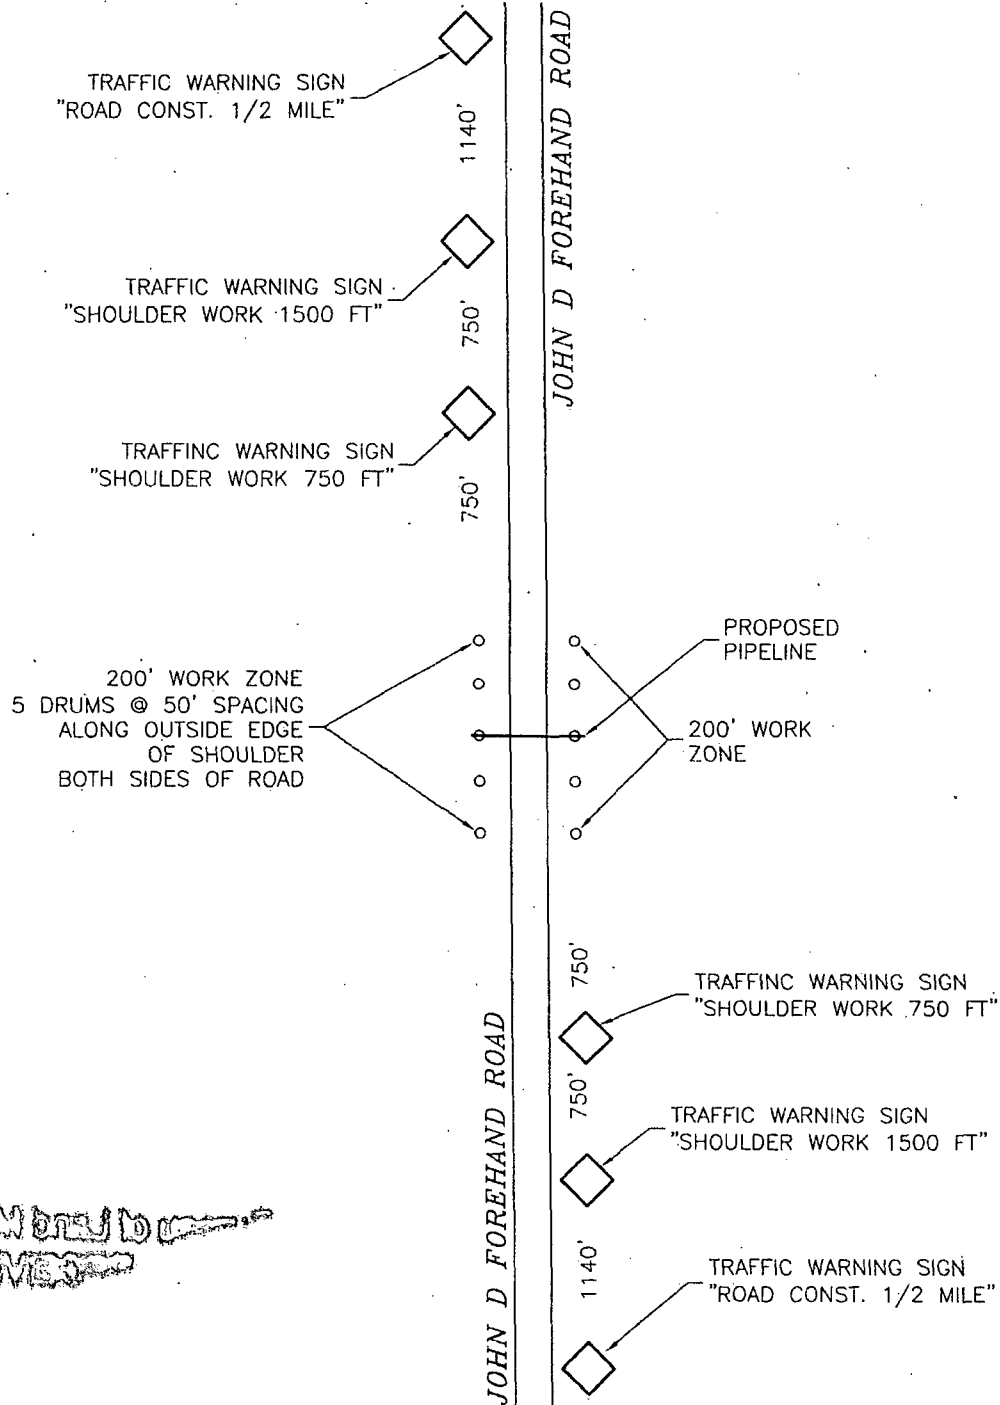 JOHN D FOREHAND ROAD
TRAFFIC WARNING SIGN
"ROAD CONST. 1/2 MILE"
1140'
TRAFFIC WARNING SIGN
"SHOULDER WORK 1500 FT"
750'
TRAFFINC WARNING SIGN
"SHOULDER WORK 750 FT"
750'
200' WORK ZONE
5 DRUMS @ 50' SPACING
ALONG OUTSIDE EDGE
OF SHOULDER
BOTH SIDES OF ROAD
PROPOSED
PIPELINE
200' WORK
ZONE
750'
TRAFFINC WARNING SIGN
"SHOULDER WORK 750 FT"
750'
TRAFFIC WARNING SIGN
"SHOULDER WORK 1500 FT"
1140'
TRAFFIC WARNING SIGN
"ROAD CONST. 1/2 MILE"
JOHN D FOREHAND ROAD